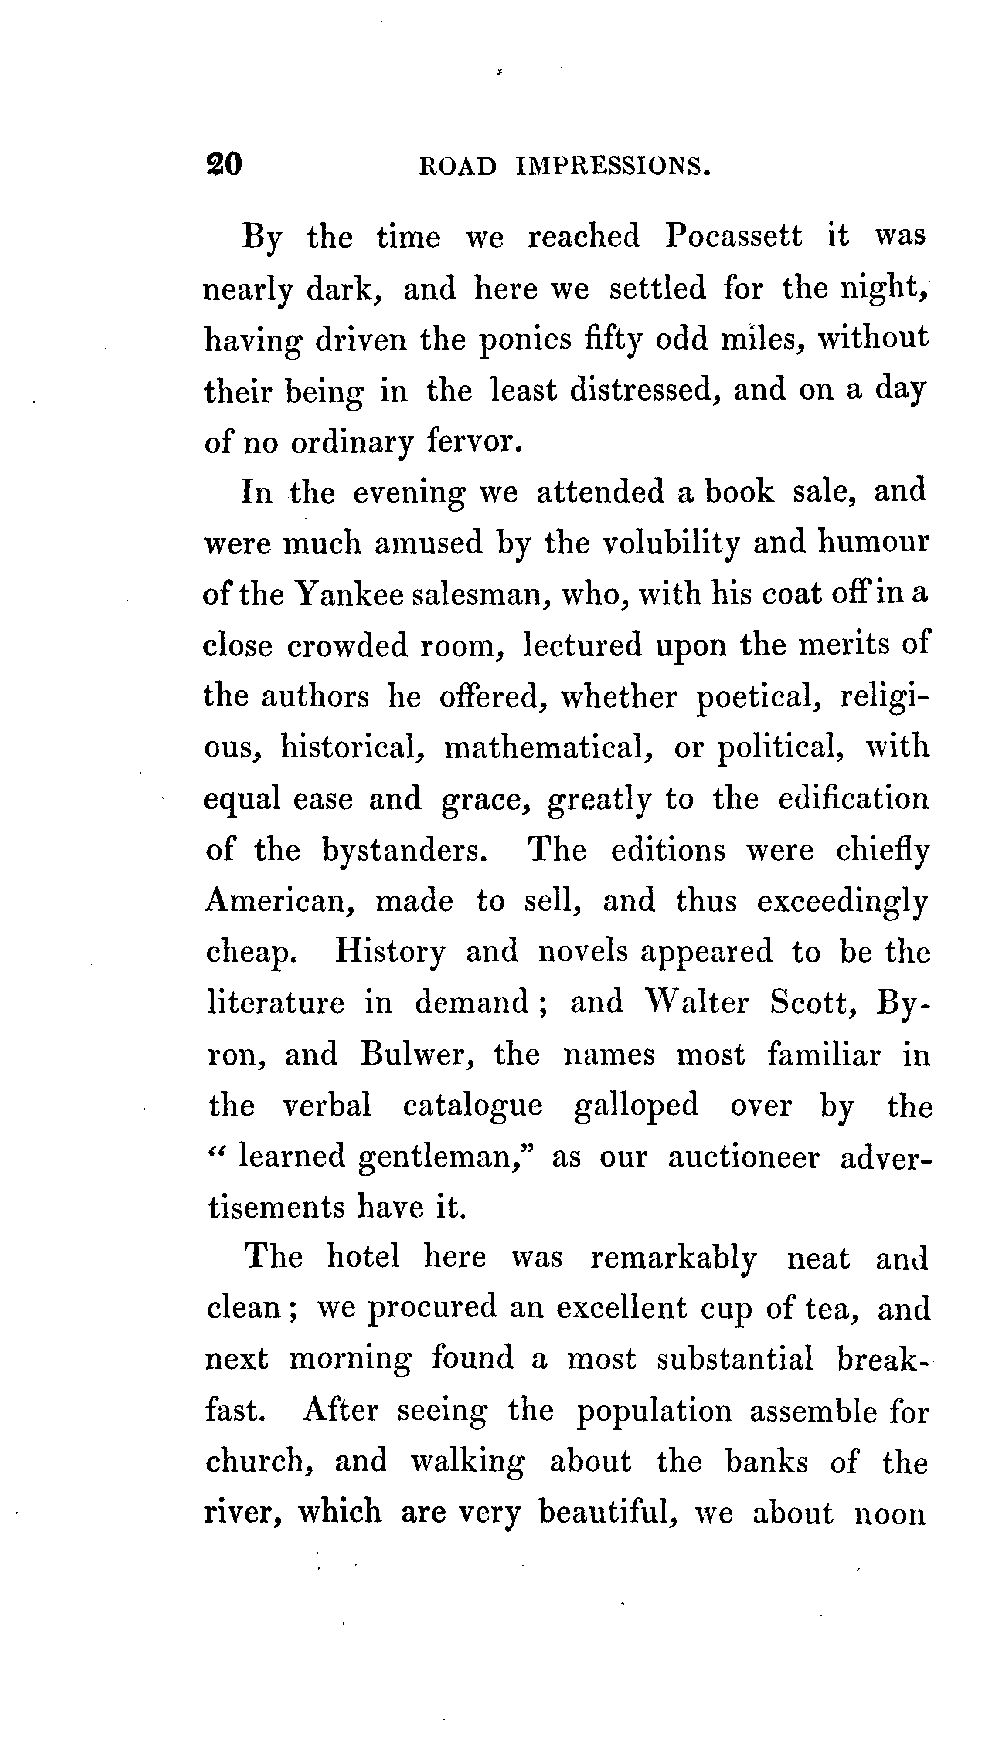 20 ROAD IMPRESSIONS.
By the time we reached Pocassett it was
nearly dark, and here we settled for the night,
having driven the ponies fifty odd miles, without
their being in the least distressed, and on a day
of no ordinary fervor.
In the evening we attended a book sale, and
were much amused by the volubility and humour
of the Yankee salesman, who, with his coat off in a
close crowded room, lectured upon the merits of
the authors he offered, whether poetical, religi-
ous, historical, mathematical, or political, with
equal ease and grace, greatly to the edification
of the bystanders. The editions were chiefly
American, made to sell, and thus exceedingly
cheap. History and novels appeared to be the
literature in demand ; and Walter Scott, By-
ron, and Bulwer, the names most familiar in
the verbal catalogue galloped over by the
“ learned gentleman,” as our auctioneer adver-
tisements have it.
The hotel here was remarkably neat and
clean ; we procured an excellent cup of tea, and
next morning found a most substantial break-
fast. After seeing the population assemble for
church, and walking about the banks of the
river, which are very beautiful, we about noon